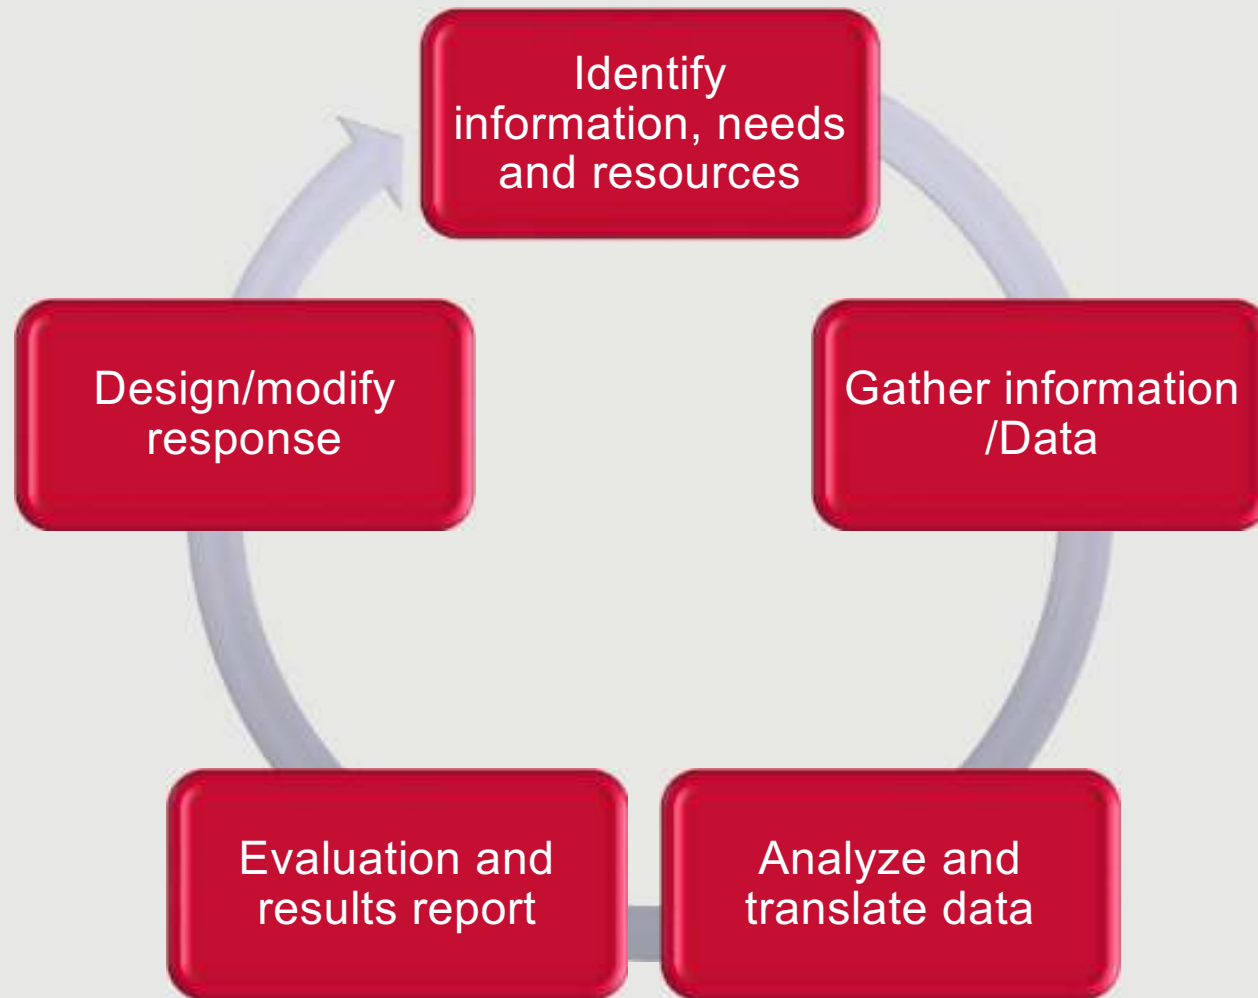 Identify
information, needs
and resources
Gather information
/Data
Analyze and
translate data
Evaluation and
results report
Design/modify
response